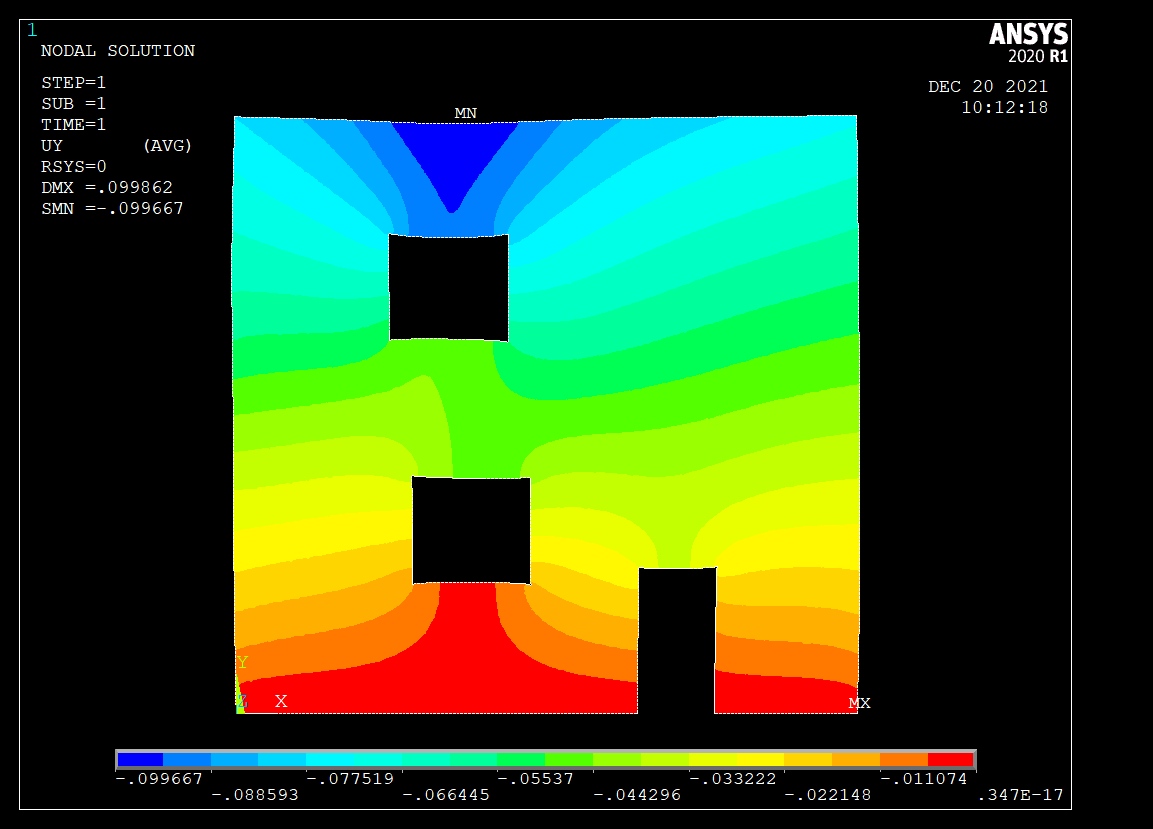 1
ANSYS
2020 R1
NODAL SOLUTION
STEP=1
SUB =1
TIME=1
UY (AVG)
RSYS=0
DMX =.099862
SMN =-.099667
DEC 20 2021
10:12:18
MN
Y
Z X
MX
-.099667 -.077519 -.05537 -.033222 -.011074
-.088593 -.066445 -.044296 -.022148 .347E-17